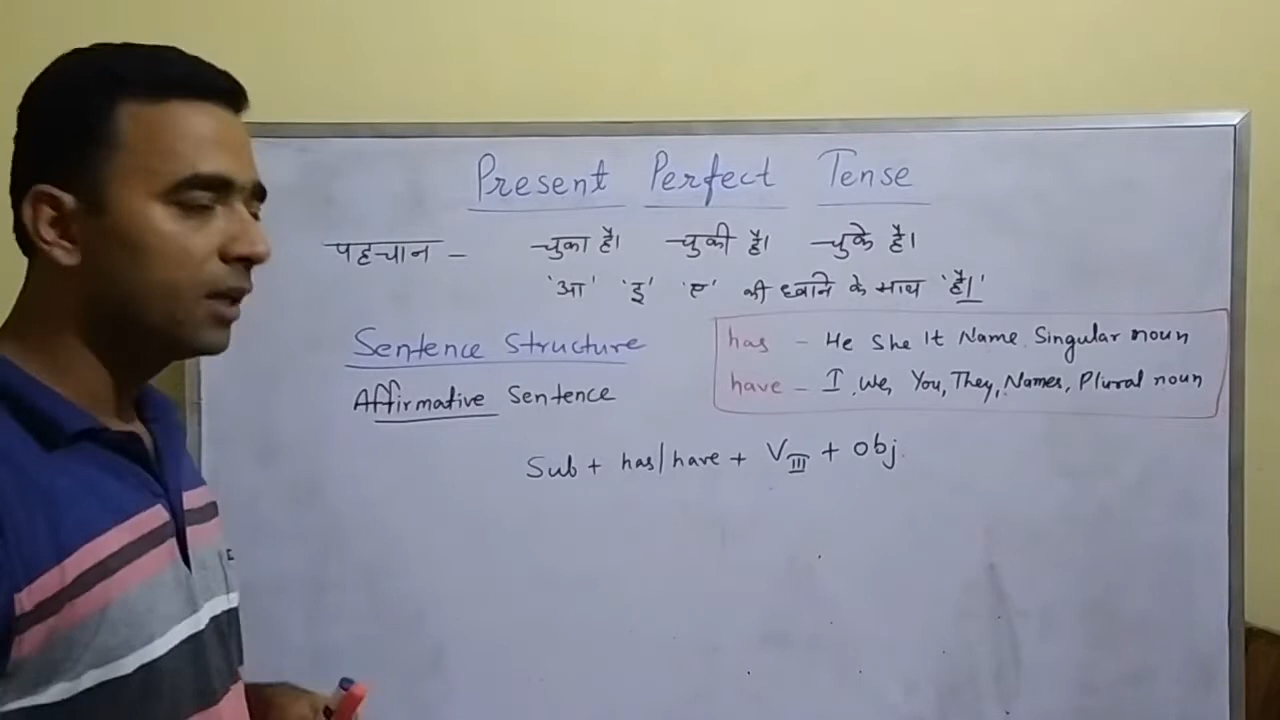 Present Perfect Tense
पहचान - चुका है। चुकी है। चुके है।
'आ' 'इ' 'ए' की ध्वनि के साथ 'है।'
Sentence Structure
has - He She It Name Singular noun
have - I, We, You, They, Names, Plural noun
Affirmative Sentence
Sub + has/have + VIII + Obj.